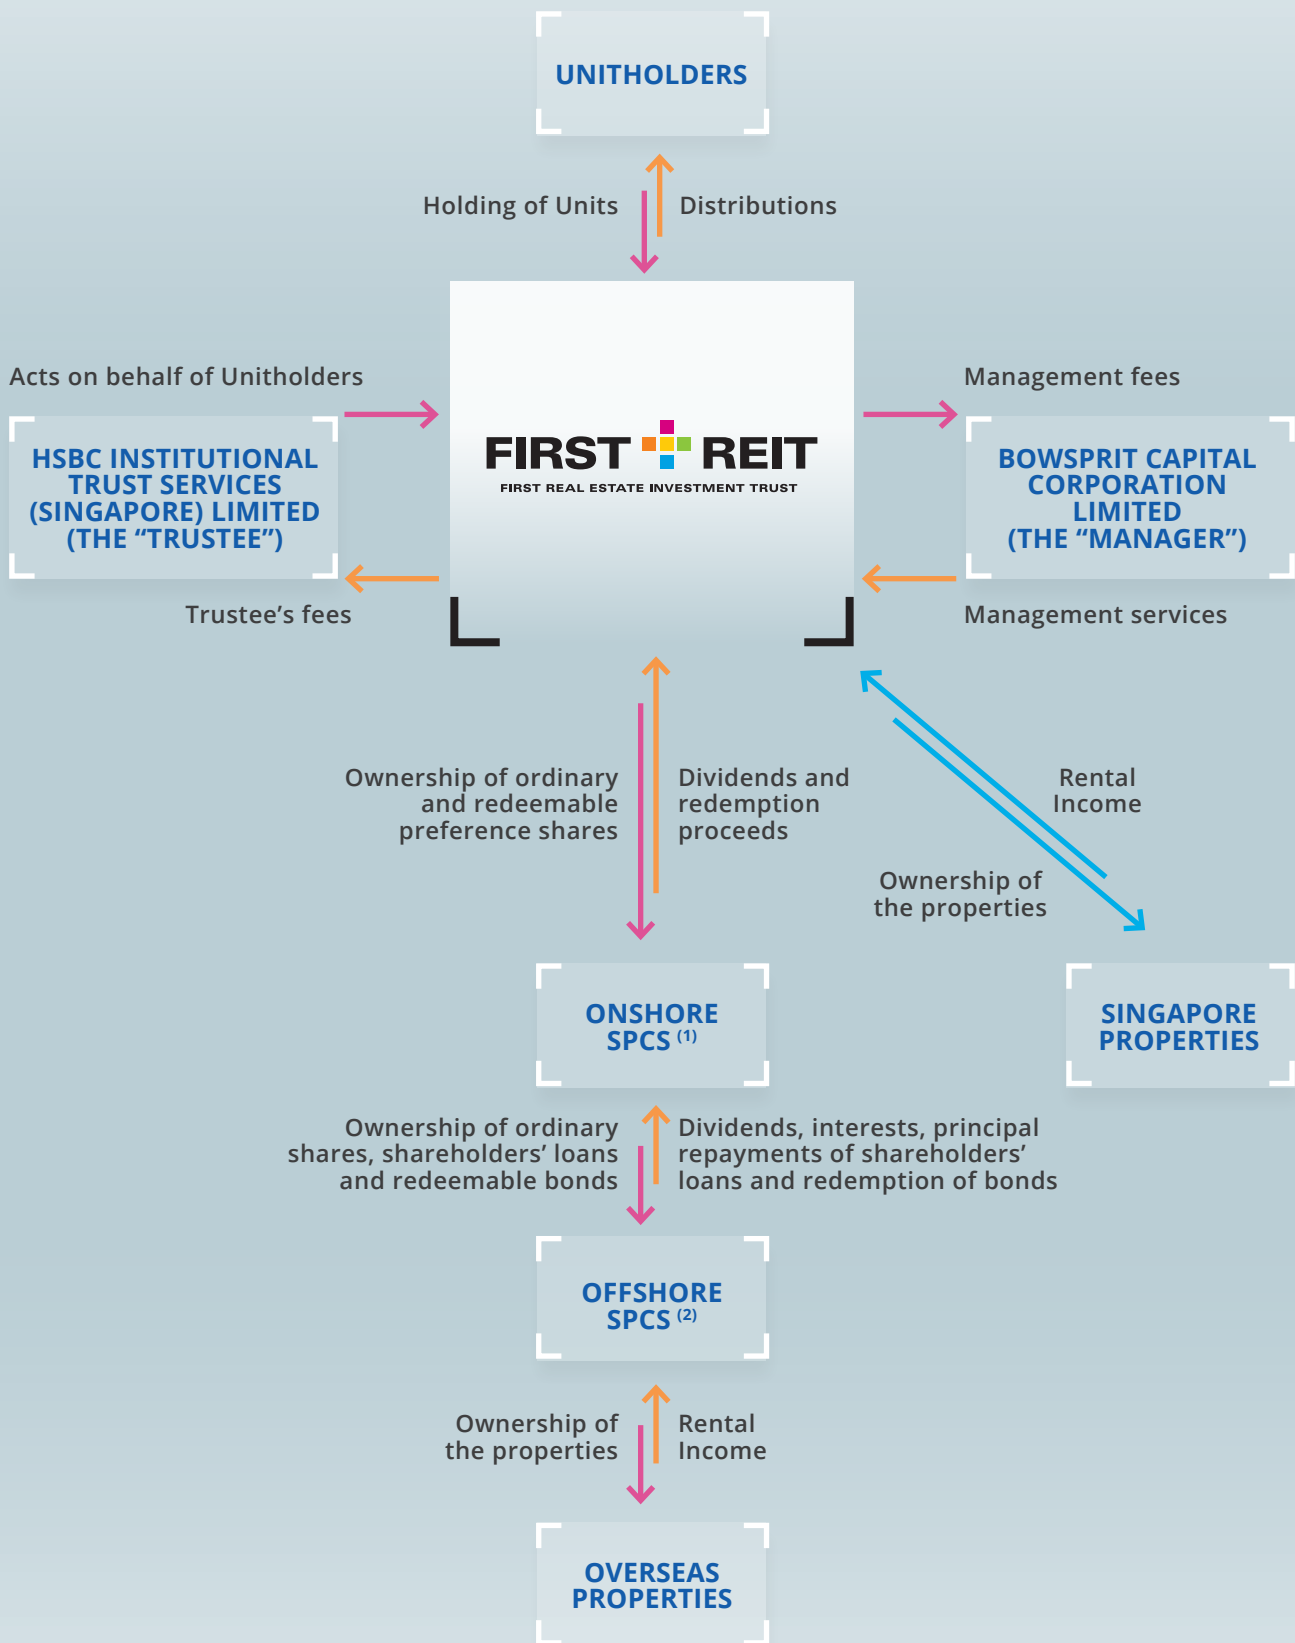 UNITHOLDERS
Holding of Units
Distributions
Acts on behalf of Unitholders
HSBC INSTITUTIONAL
TRUST SERVICES
(SINGAPORE) LIMITED
(THE “TRUSTEE”)
Trustee’s fees
FIRST REIT
FIRST REAL ESTATE INVESTMENT TRUST
Management fees
BOWSPRIT CAPITAL
CORPORATION
LIMITED
(THE “MANAGER”)
Management services
Ownership of ordinary
and redeemable
preference shares
Dividends and
redemption
proceeds
Rental
Income
Ownership of
the properties
ONSHORE
SPCS (1)
SINGAPORE
PROPERTIES
Ownership of ordinary
shares, shareholders’ loans
and redeemable bonds
Dividends, interests, principal
repayments of shareholders’
loans and redemption of bonds
OFFSHORE
SPCS (2)
Ownership of
the properties
Rental
Income
OVERSEAS
PROPERTIES